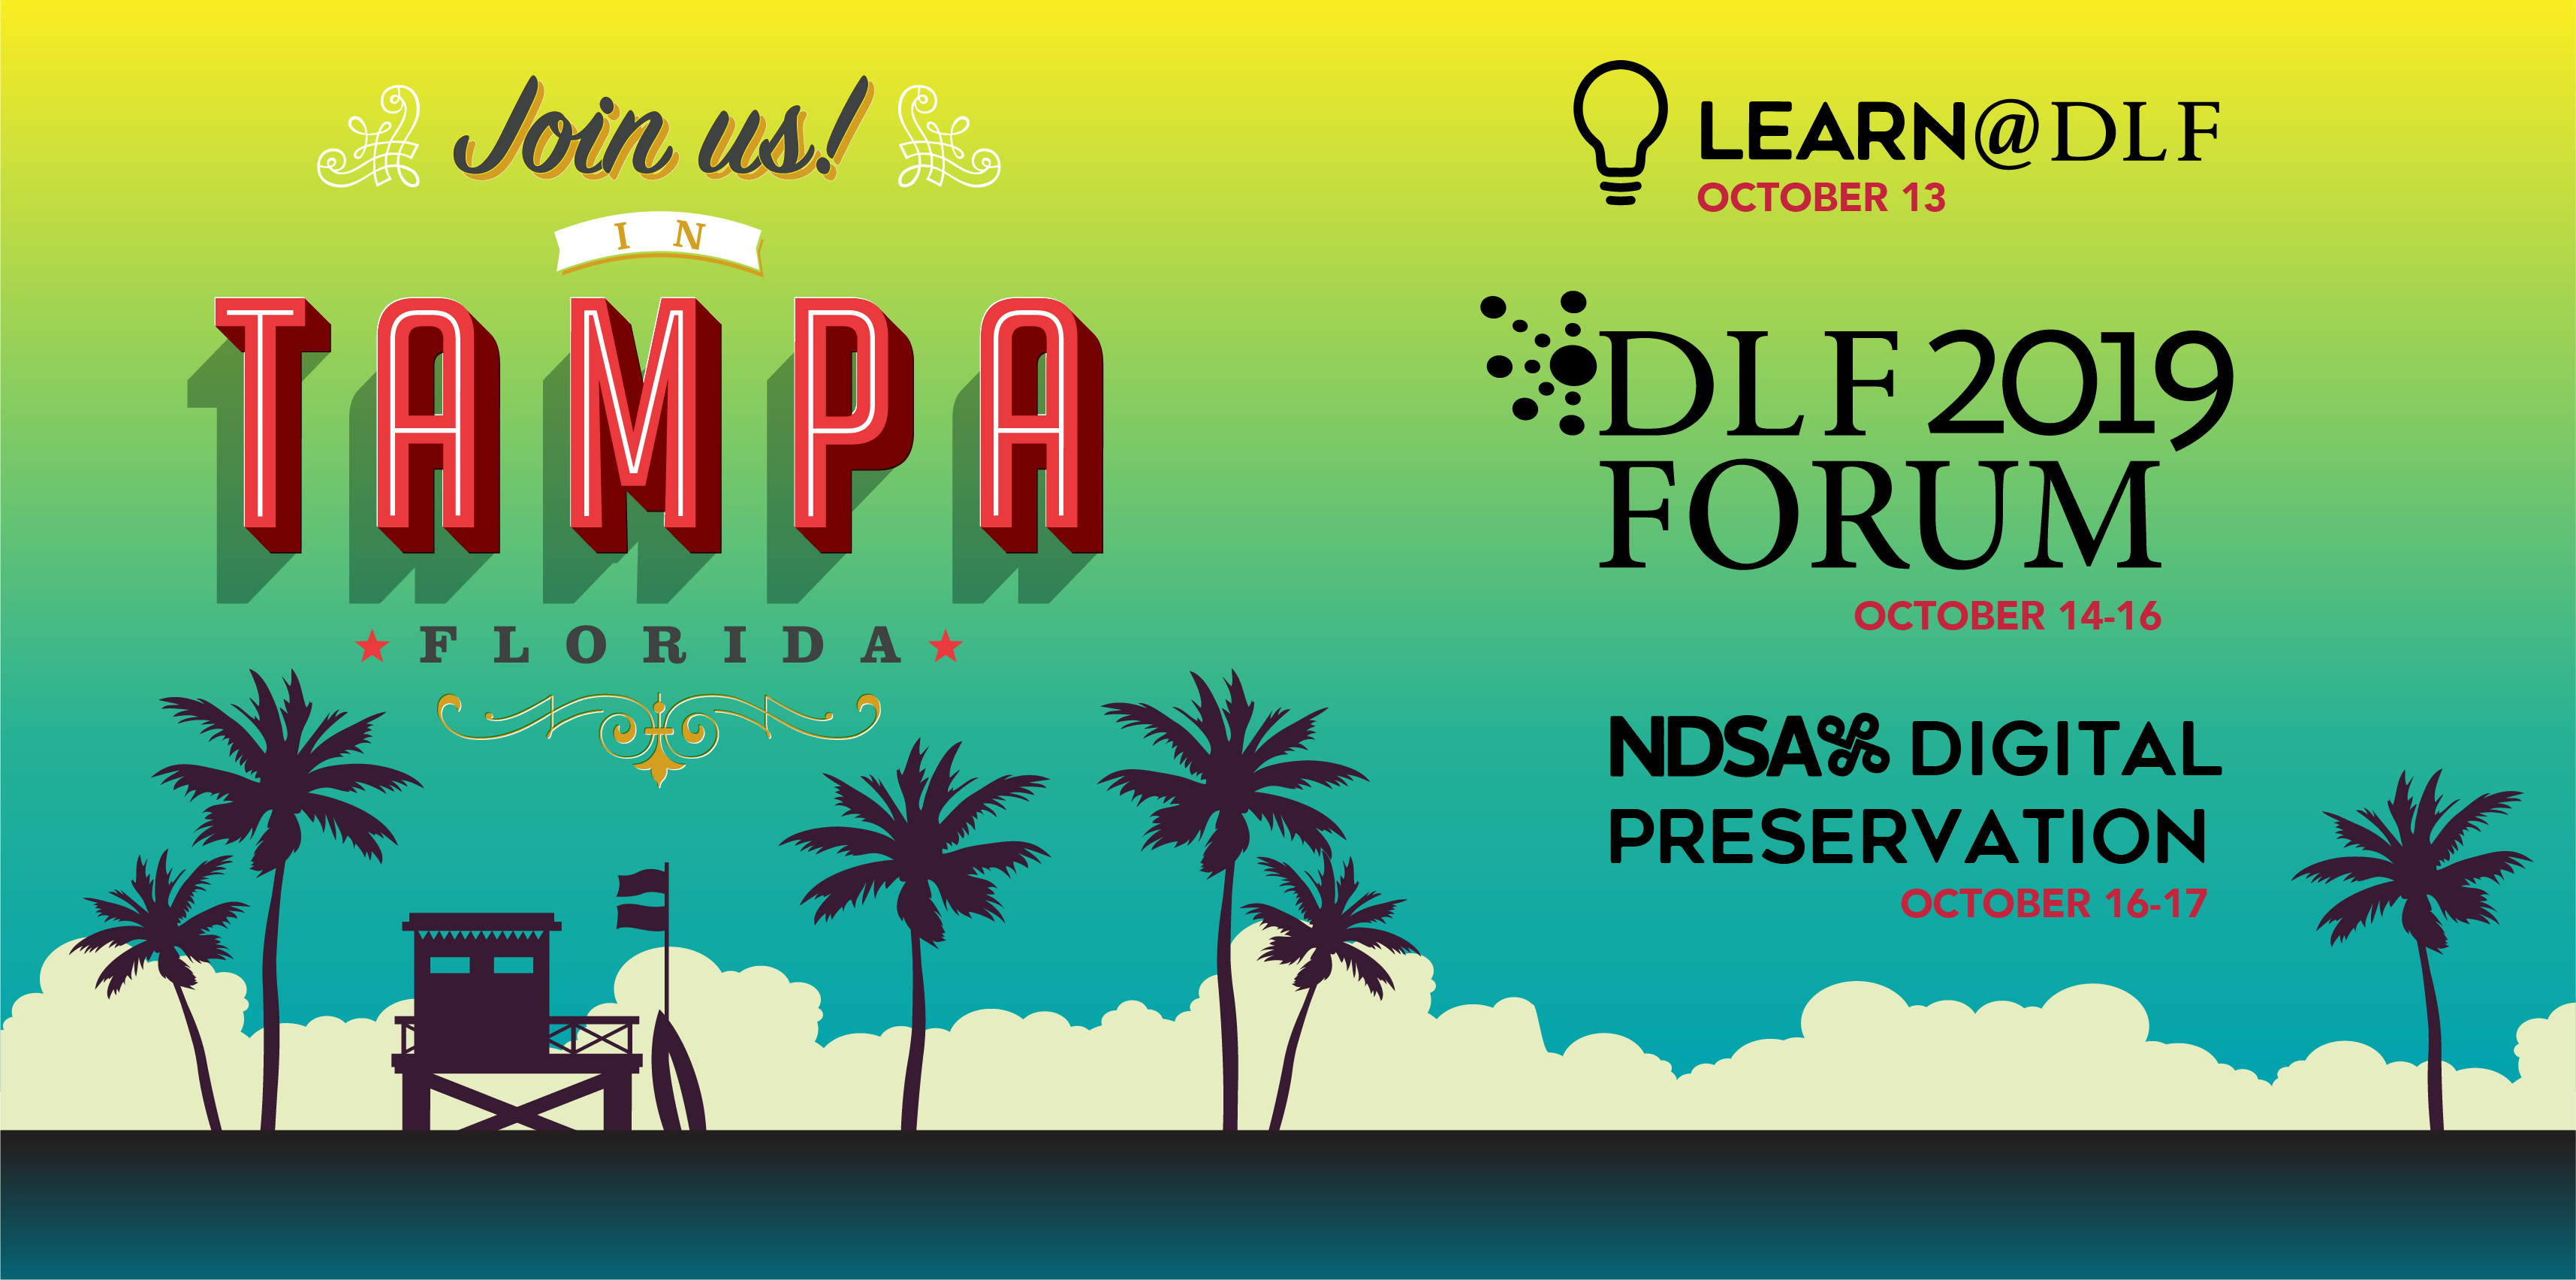 Join us!
IN
TAMPA
FLORIDA
LEARN@DLF
OCTOBER 13
DLF 2019
FORUM
OCTOBER 14-16
NDSA DIGITAL
PRESERVATION
OCTOBER 16-17